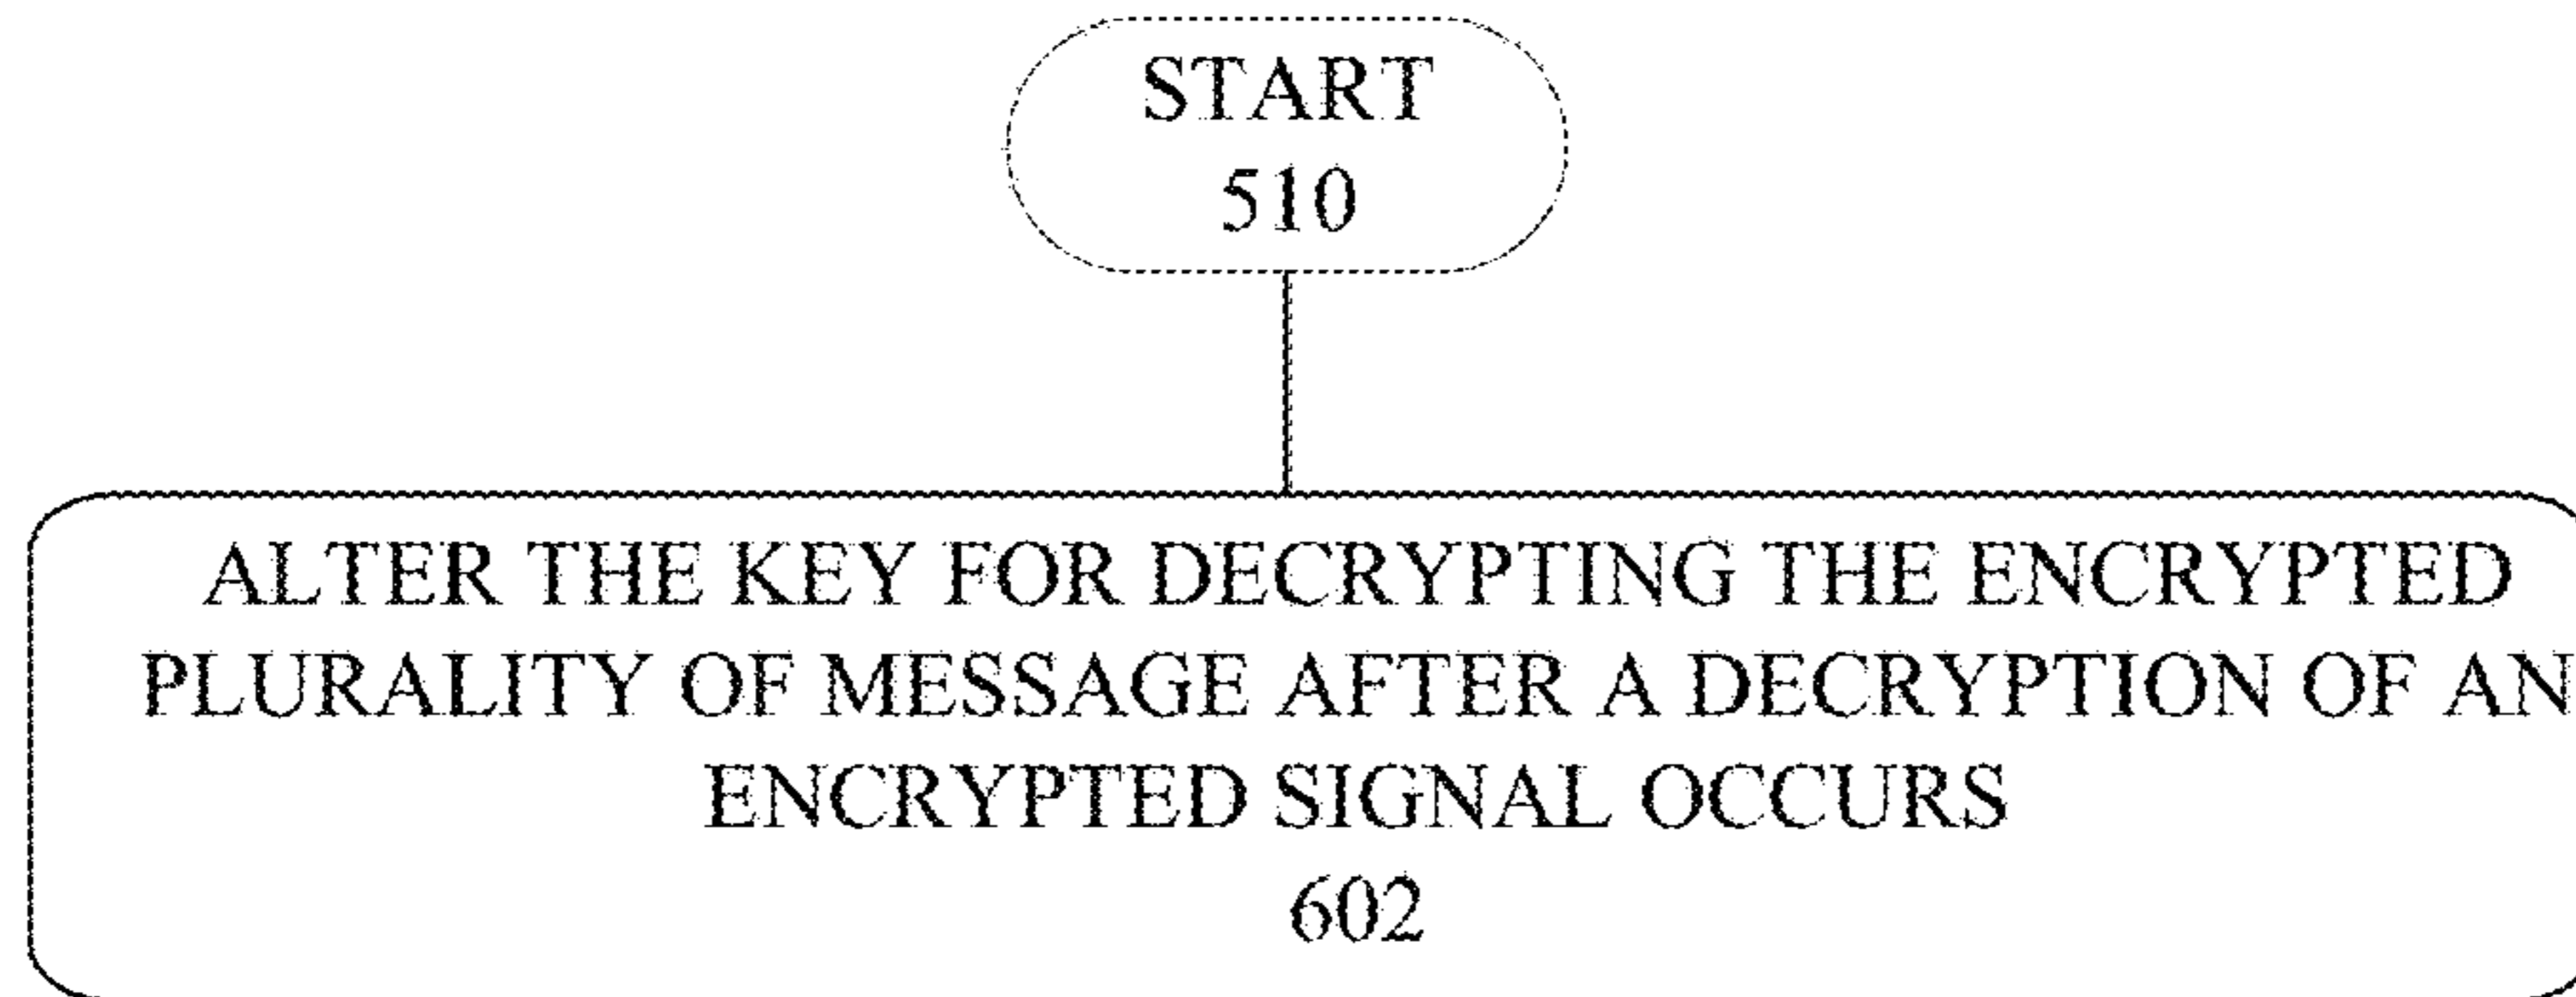 START
510
ALTER THE KEY FOR DECRYPTING THE ENCRYPTED
PLURALITY OF MESSAGE AFTER A DECRYPTION OF AN
ENCRYPTED SIGNAL OCCURS
602